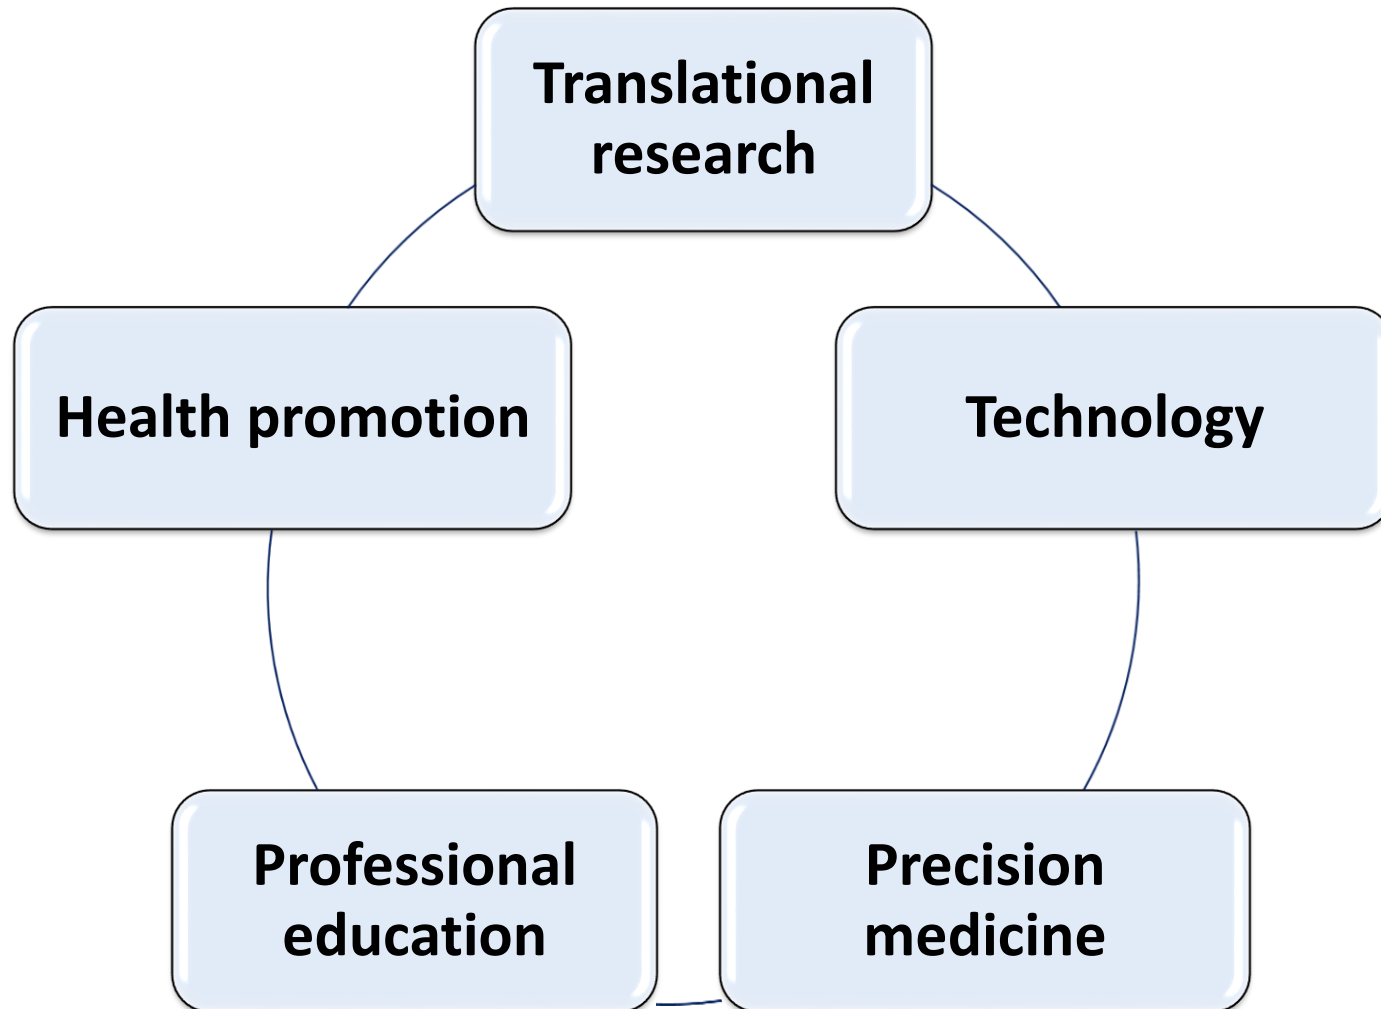 Translational
research
Health promotion
Technology
Professional
education
Precision
medicine